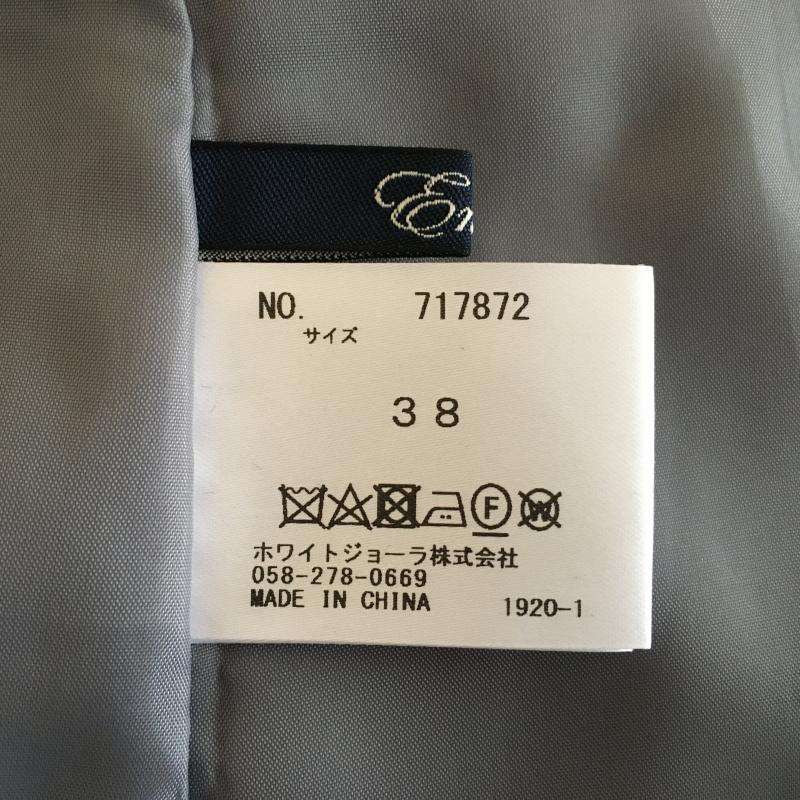 NO. 717872
サイズ
38
F W
ホワイトジョーラ株式会社
058-278-0669
MADE IN CHINA 1920-1